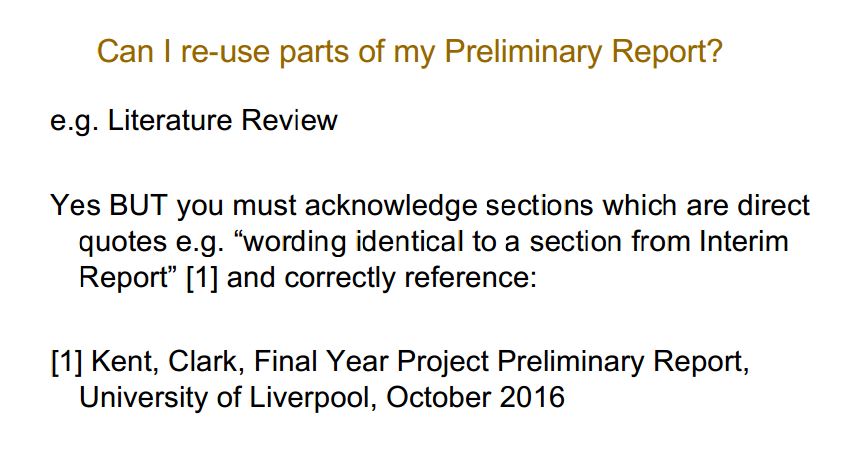 Can I re-use parts of my Preliminary Report?
e.g. Literature Review
Yes BUT you must acknowledge sections which are direct
quotes e.g. “wording identical to a section from Interim
Report” [1] and correctly reference:
[1] Kent, Clark, Final Year Project Preliminary Report,
University of Liverpool, October 2016